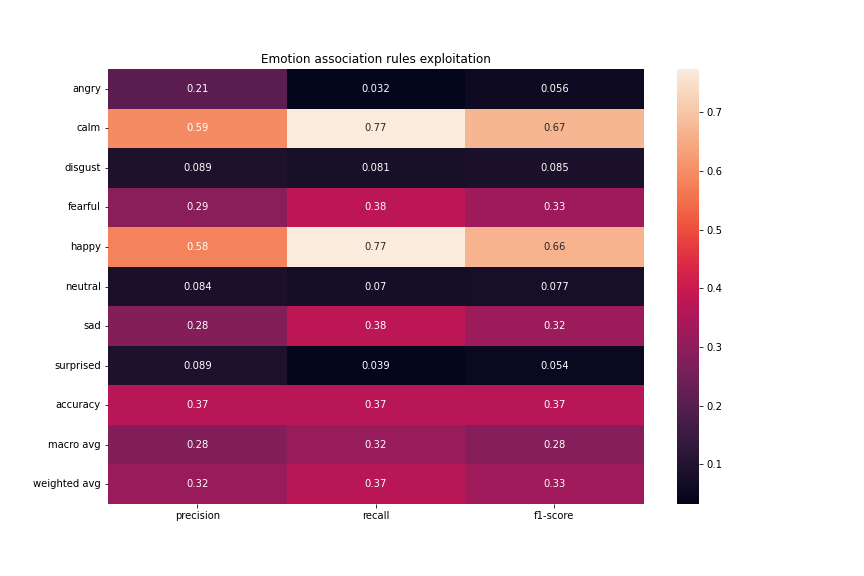 Emotion association rules exploitation
angry 0.21 0.032 0.056
calm 0.59 0.77 0.67
disgust 0.089 0.081 0.085
fearful 0.29 0.38 0.33
happy 0.58 0.77 0.66
neutral 0.084 0.07 0.077
sad 0.28 0.38 0.32
surprised 0.089 0.039 0.054
accuracy 0.37 0.37 0.37
macro avg 0.28 0.32 0.28
weighted avg 0.32 0.37 0.33
precision recall f1-score
0.7
0.6
0.5
0.4
0.3
0.2
0.1